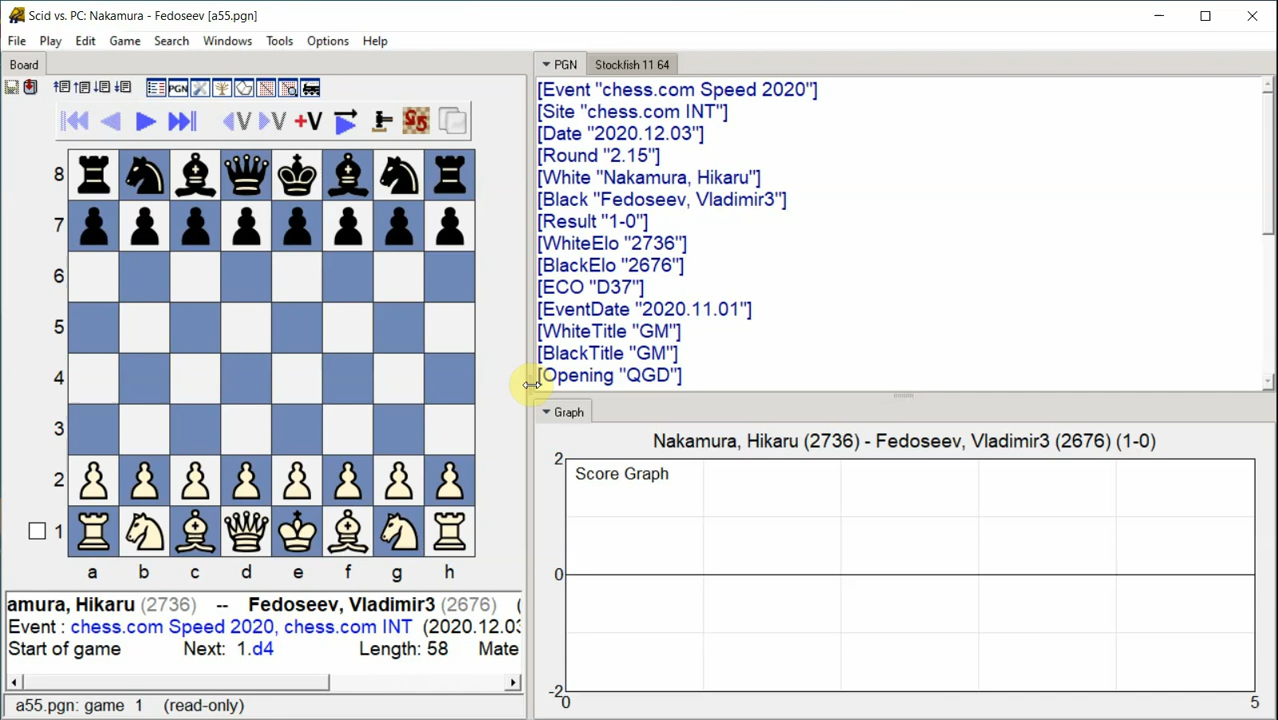 Scid vs. PC: Nakamura - Fedoseev [a55.pgn]
File Play Edit Game Search Windows Tools Options Help
Board
PGN
V V +V
8
7
6
5
4
3
2
1
a b c d e f g h
amura, Hikaru (2736) -- Fedoseev, Vladimir3 (2676) (
Event : chess.com Speed 2020, chess.com INT (2020.12.03
Start of game Next: 1.d4 Length: 58 Mate
a55.pgn: game 1 (read-only)
PGN Stockfish 11 64
[Event "chess.com Speed 2020"]
[Site "chess.com INT"]
[Date "2020.12.03"]
[Round "2.15"]
[White "Nakamura, Hikaru"]
[Black "Fedoseev, Vladimir3"]
[Result "1-0"]
[WhiteElo "2736"]
[BlackElo "2676"]
[ECO "D37"]
[EventDate "2020.11.01"]
[WhiteTitle "GM"]
[BlackTitle "GM"]
[Opening "QGD"]
Graph
Nakamura, Hikaru (2736) - Fedoseev, Vladimir3 (2676) (1-0)
Score Graph
2
0
-2
0 5